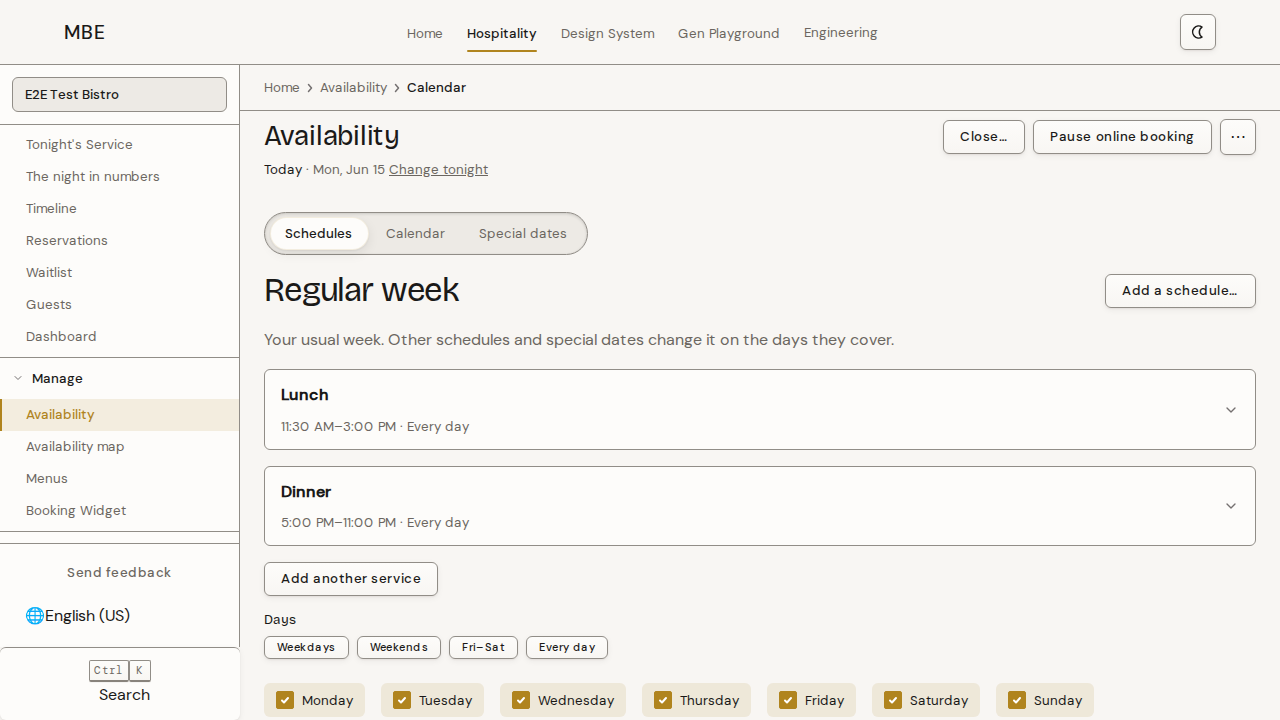 MBE
Home
Hospitality
Design System
Gen Playground
Engineering
E2E Test Bistro
Tonight's Service
The night in numbers
Timeline
Reservations
Waitlist
Guests
Dashboard
Manage
Availability
Availability map
Menus
Booking Widget
Send feedback
English (US)
Ctrl K
Search
Home > Availability > Calendar
Availability
Close…
Pause online booking
···
Today · Mon, Jun 15 Change tonight
Schedules
Calendar
Special dates
Regular week
Add a schedule…
Your usual week. Other schedules and special dates change it on the days they cover.
Lunch
11:30 AM–3:00 PM · Every day
Dinner
5:00 PM–11:00 PM · Every day
Add another service
Days
Weekdays
Weekends
Fri–Sat
Every day
Monday
Tuesday
Wednesday
Thursday
Friday
Saturday
Sunday